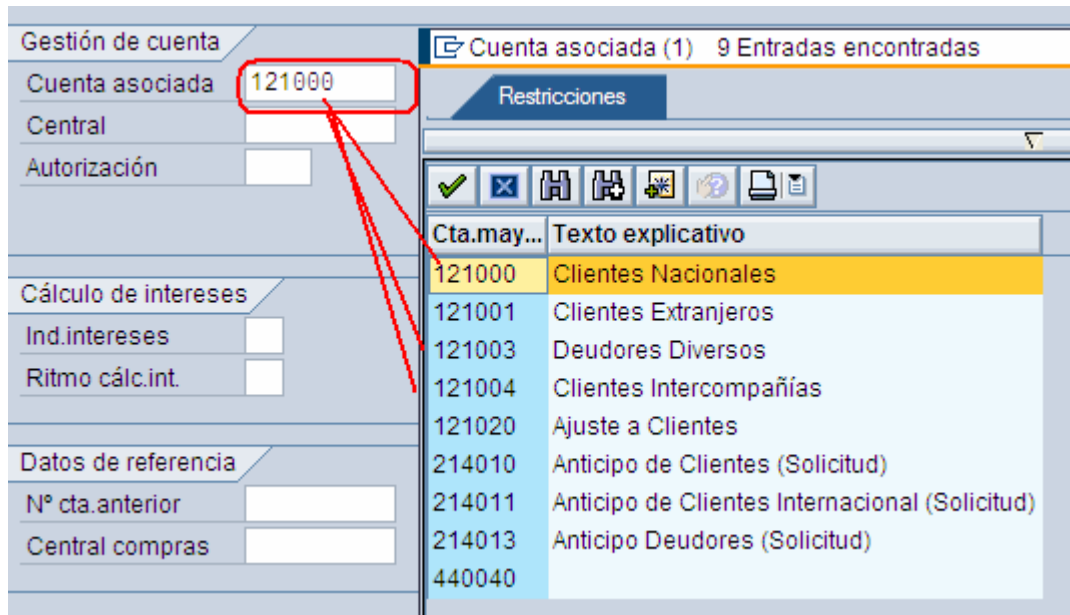 Gestión de cuenta
Cuenta asociada 121000
Central
Autorización
Cálculo de intereses
Ind.intereses
Ritmo cálc.int.
Datos de referencia
Nº cta.anterior
Central compras
Cuenta asociada (1) 9 Entradas encontradas
Restricciones
Cta.may... Texto explicativo
121000 Clientes Nacionales
121001 Clientes Extranjeros
121003 Deudores Diversos
121004 Clientes Intercompañías
121020 Ajuste a Clientes
214010 Anticipo de Clientes (Solicitud)
214011 Anticipo de Clientes Internacional (Solicitud)
214013 Anticipo Deudores (Solicitud)
440040